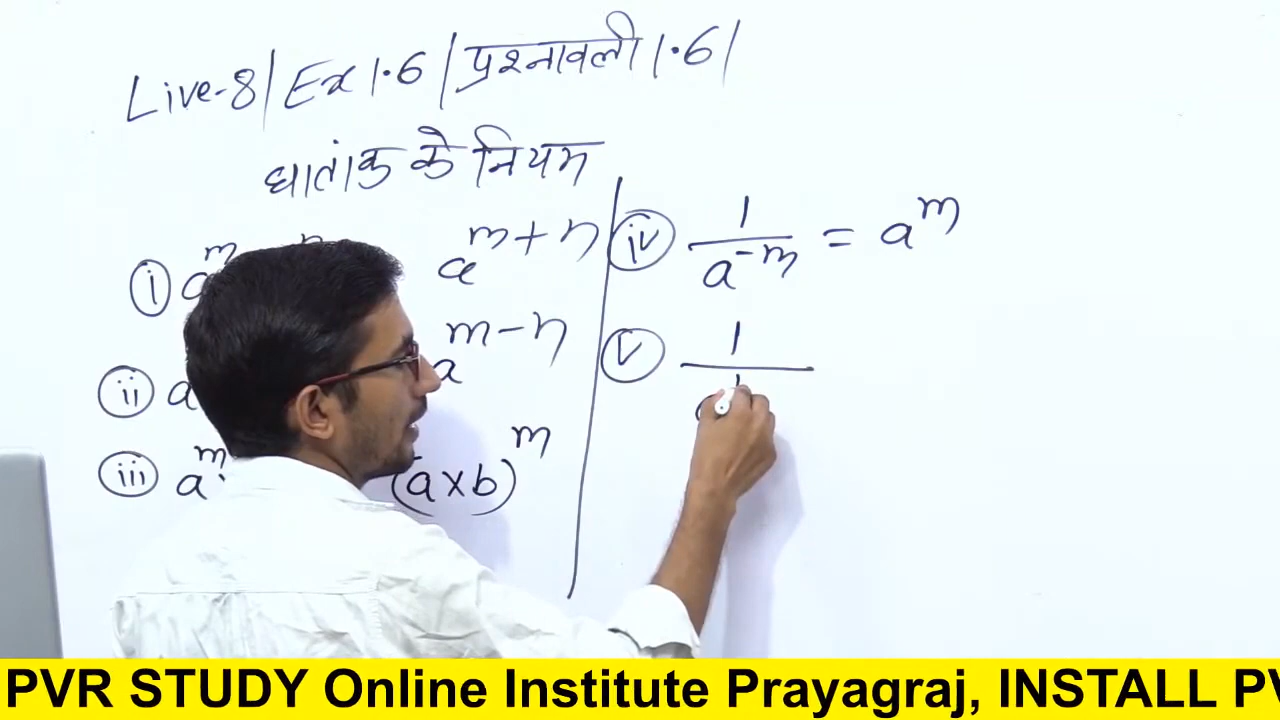 Live-8| Ex 1.6 | प्रश्नावली 1.6|
घातांक के नियम
(i) a^m a^{m+n}
(ii) a a^{m-n}
(iii) a^m. (a×b)^m
(iv) 1/a^{-m} = a^m
(v) 1/
PVR STUDY Online Institute Prayagraj, INSTALL PV